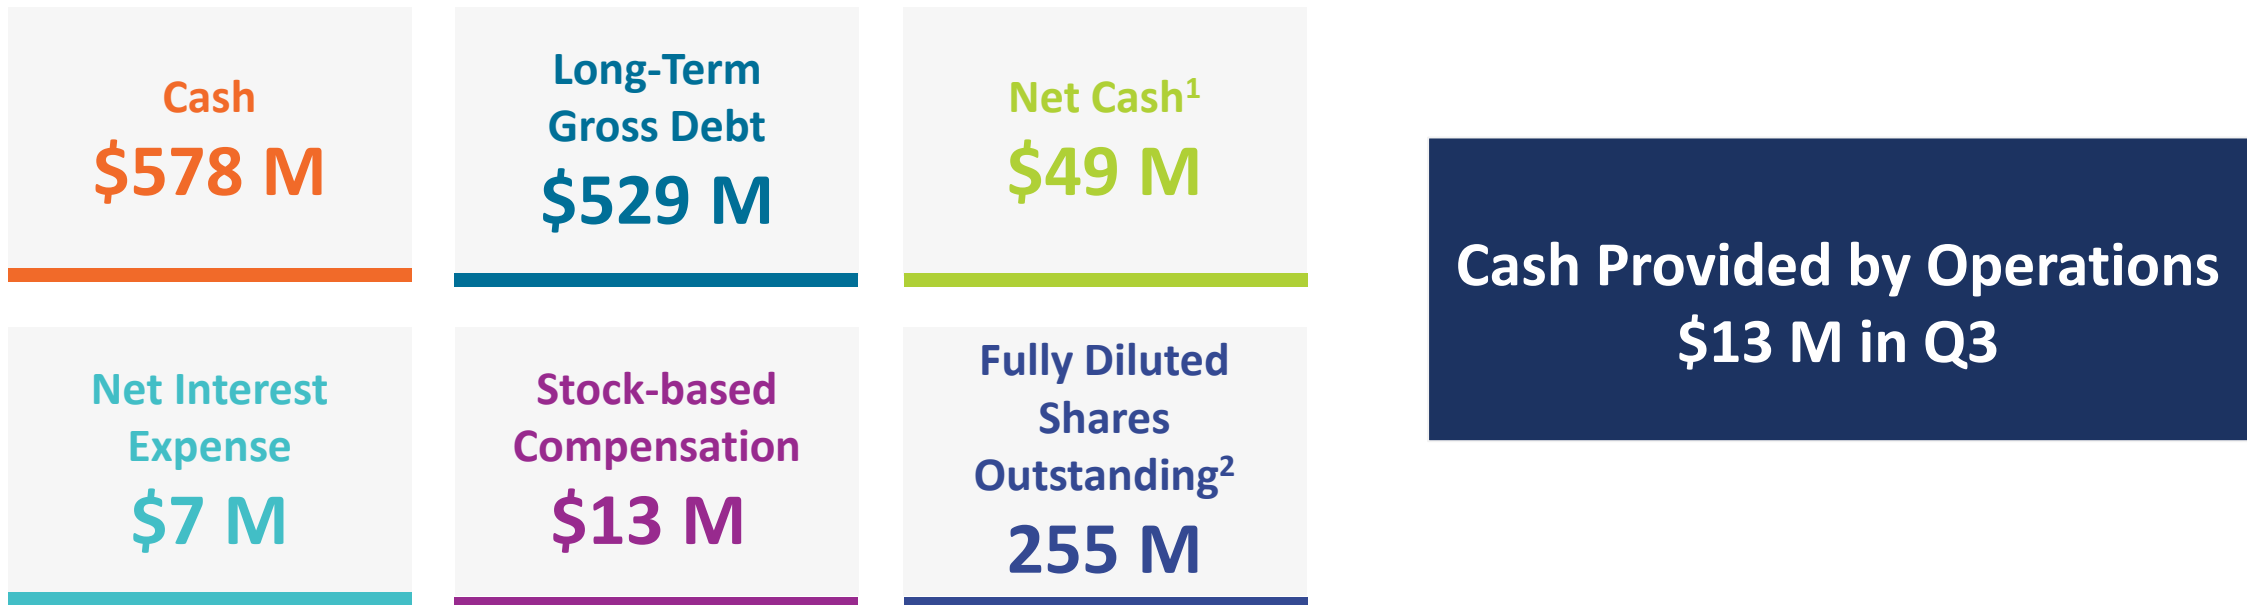 Cash
$578 M
Long-Term
Gross Debt
$529 M
Net Cash¹
$49 M
Net Interest
Expense
$7 M
Stock-based
Compensation
$13 M
Fully Diluted
Shares
Outstanding²
255 M
Cash Provided by Operations
$13 M in Q3